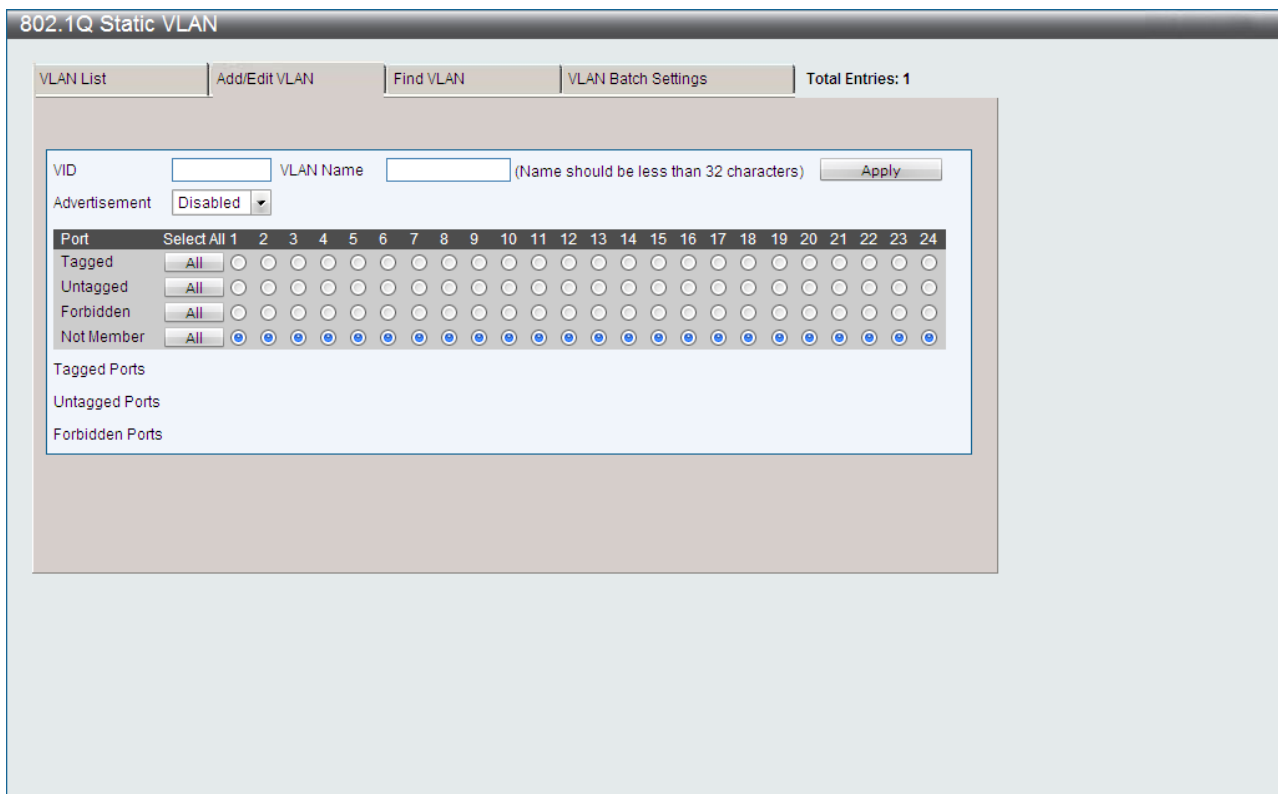 802.1Q Static VLAN
VLAN List Add/Edit VLAN Find VLAN VLAN Batch Settings Total Entries: 1
VID VLAN Name (Name should be less than 32 characters) Apply
Advertisement Disabled
Port Select All 1 2 3 4 5 6 7 8 9 10 11 12 13 14 15 16 17 18 19 20 21 22 23 24
Tagged All
Untagged All
Forbidden All
Not Member All
Tagged Ports
Untagged Ports
Forbidden Ports